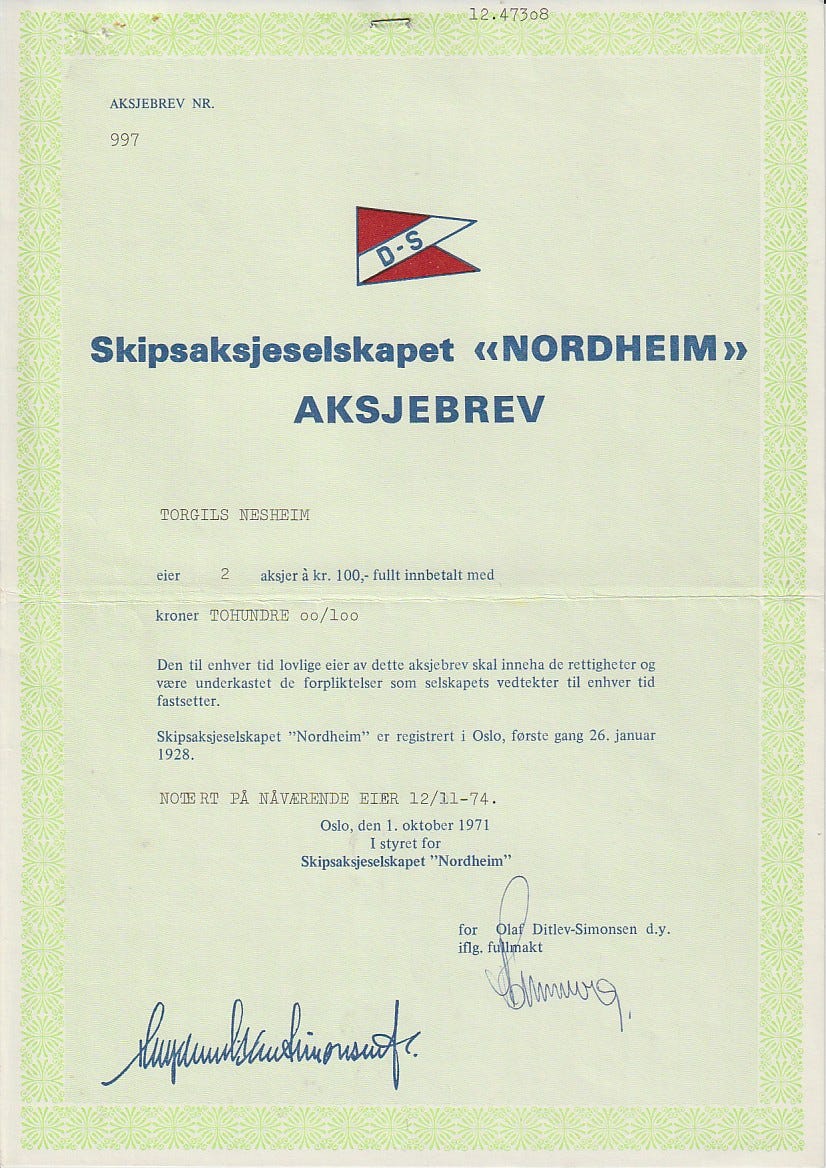 12.473o8
AKSJEBREV NR.
997
D-S
Skipsaksjeselskapet «NORDHEIM»
AKSJEBREV
TORGILS NESHEIM
eier 2 aksjer à kr. 100,- fullt innbetalt med
kroner TOHUNDRE oo/loo
Den til enhver tid lovlige eier av dette aksjebrev skal inneha de rettigheter og
være underkastet de forpliktelser som selskapets vedtekter til enhver tid
fastsetter.
Skipsaksjeselskapet ”Nordheim” er registrert i Oslo, første gang 26. januar
1928.
NOTERT PÅ NÅVÆRENDE EIER 12/11-74.
Oslo, den 1. oktober 1971
I styret for
Skipsaksjeselskapet ”Nordheim”
for Olaf Ditlev-Simonsen d.y.
iflg. fullmakt